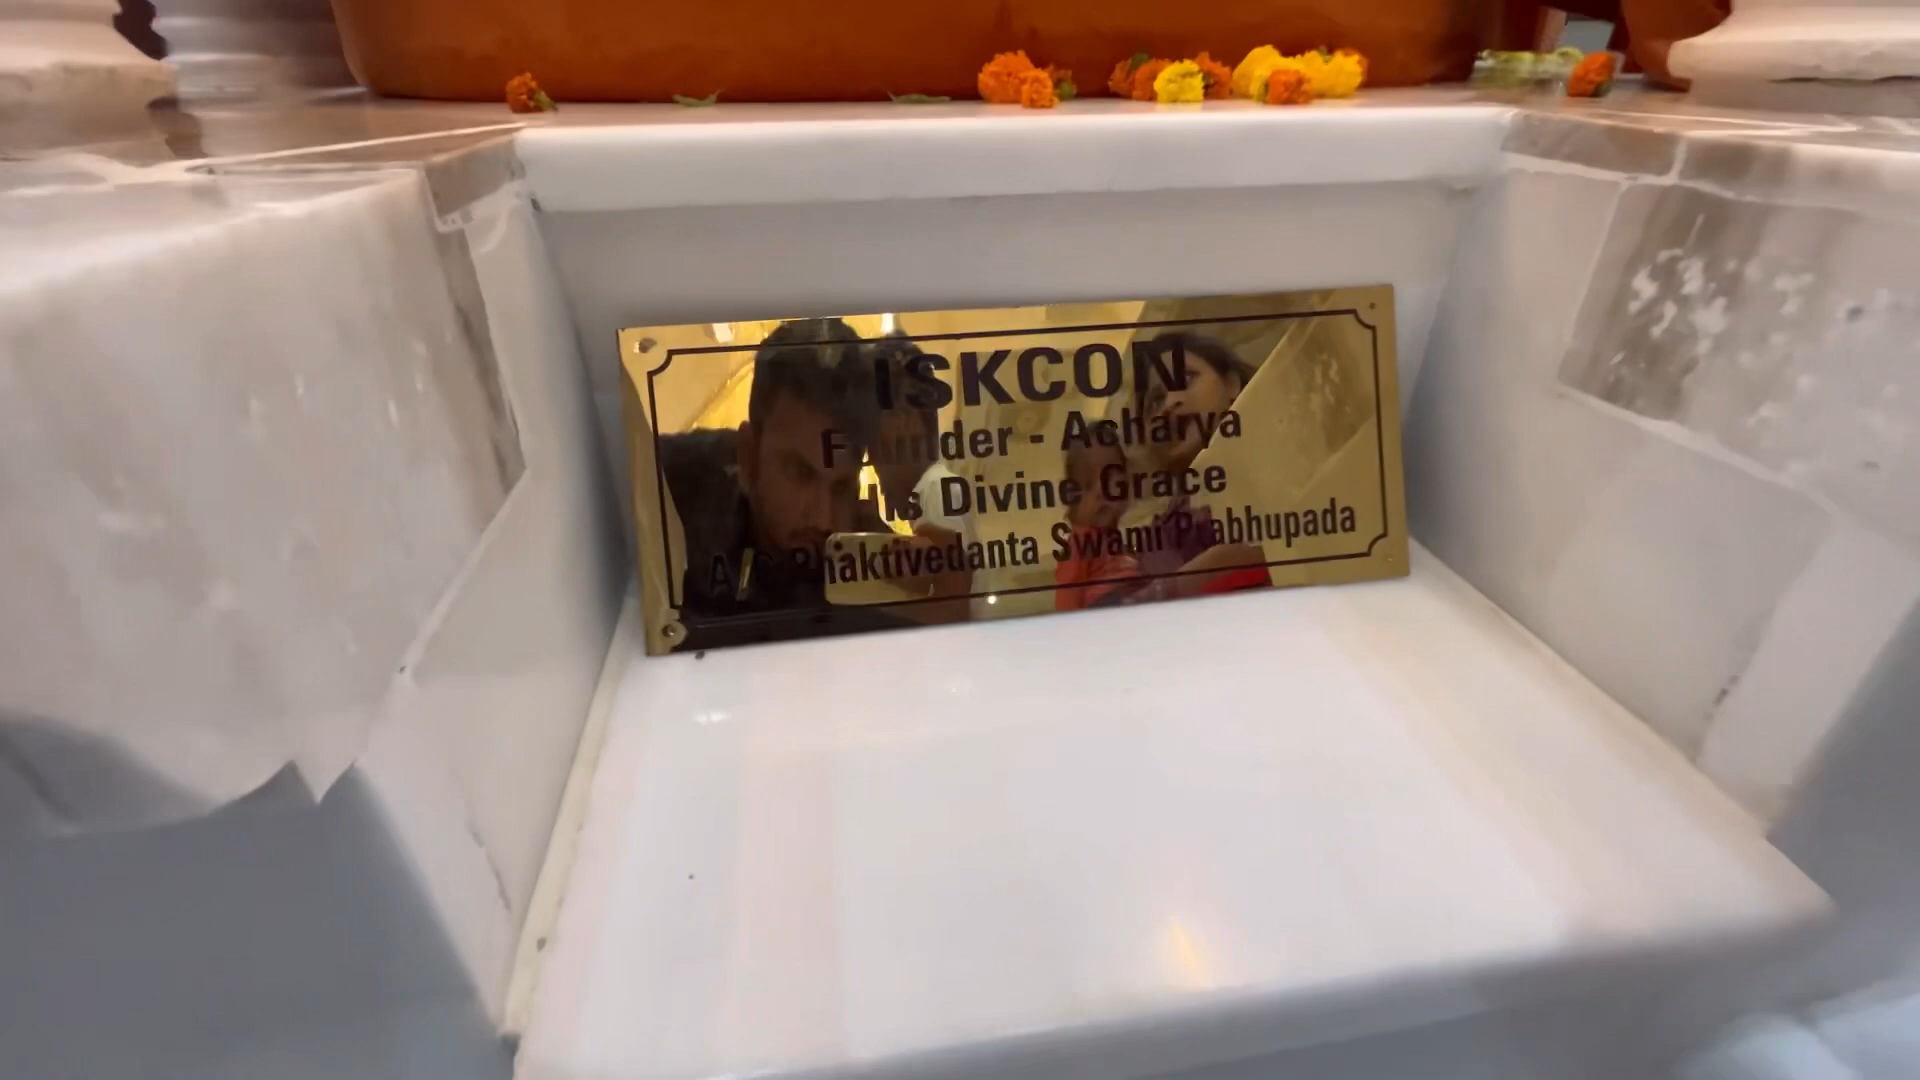 ISKCON
Founder - Acharya
His Divine Grace
A.C. Bhaktivedanta Swami Prabhupada